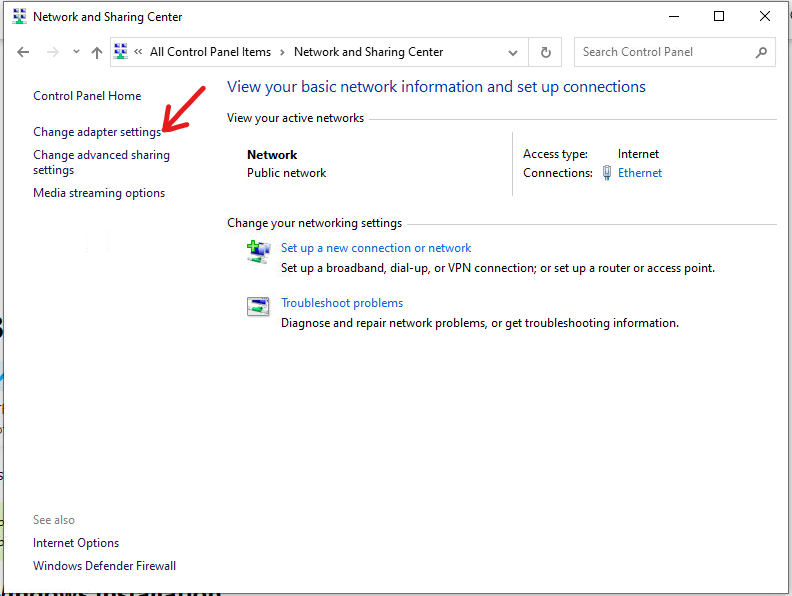 Network and Sharing Center
« All Control Panel Items › Network and Sharing Center
Search Control Panel
Control Panel Home
Change adapter settings
Change advanced sharing
settings
Media streaming options
View your basic network information and set up connections
View your active networks
Network
Public network
Access type: Internet
Connections: Ethernet
Change your networking settings
Set up a new connection or network
Set up a broadband, dial-up, or VPN connection; or set up a router or access point.
Troubleshoot problems
Diagnose and repair network problems, or get troubleshooting information.
See also
Internet Options
Windows Defender Firewall